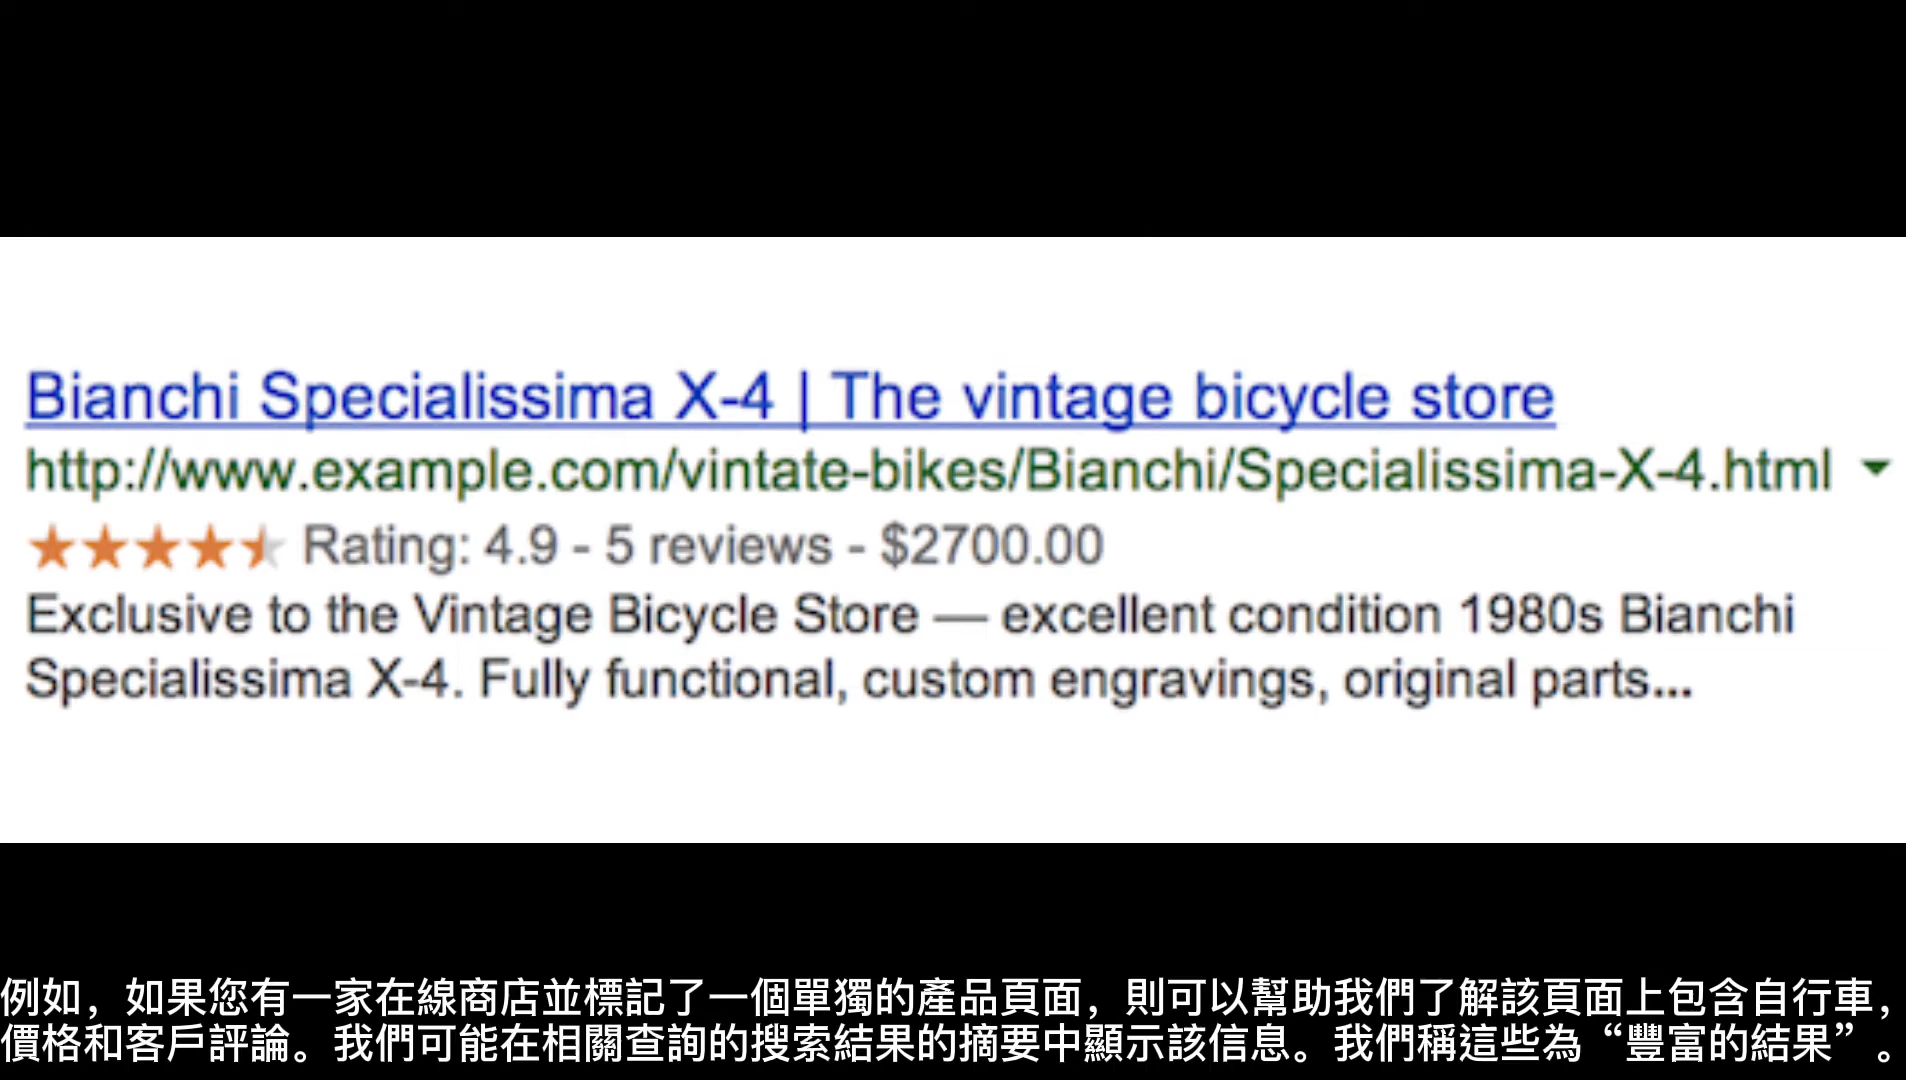 Bianchi Specialissima X-4 | The vintage bicycle store
http://www.example.com/vintate-bikes/Bianchi/Specialissima-X-4.html
Rating: 4.9 - 5 reviews - $2700.00
Exclusive to the Vintage Bicycle Store — excellent condition 1980s Bianchi
Specialissima X-4. Fully functional, custom engravings, original parts...
例如，如果您有一家在線商店並標記了一個單獨的產品頁面，則可以幫助我們了解該頁面上包含自行車，
價格和客戶評論。我們可能在相關查詢的搜索結果的摘要中顯示該信息。我們稱這些為“豐富的結果”。